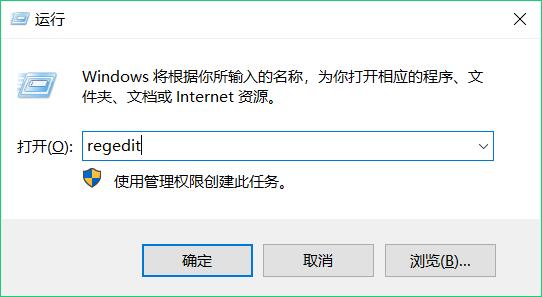 运行
Windows 将根据你所输入的名称，为你打开相应的程序、文
件夹、文档或 Internet 资源。
打开(O): regedit
使用管理权限创建此任务。
确定 取消 浏览(B)...